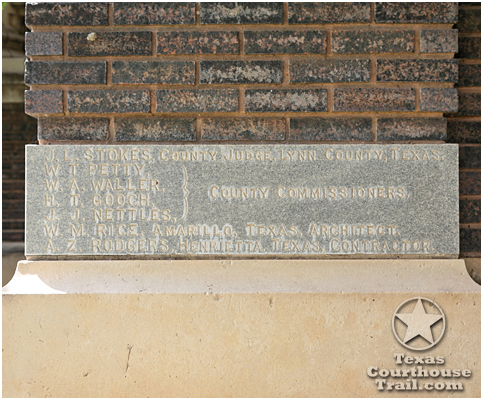 J. L. STOKES, COUNTY JUDGE, LYNN COUNTY, TEXAS.
W. T. PETTY,
W. A. WALLER,
H. T. GOOCH,
J. J. NETTLES,
COUNTY COMMISSIONERS.
W. M. RICE, AMARILLO, TEXAS, ARCHITECT.
A. Z. RODGERS, HENRIETTA, TEXAS, CONTRACTOR.
Texas
Courthouse
Trail.com